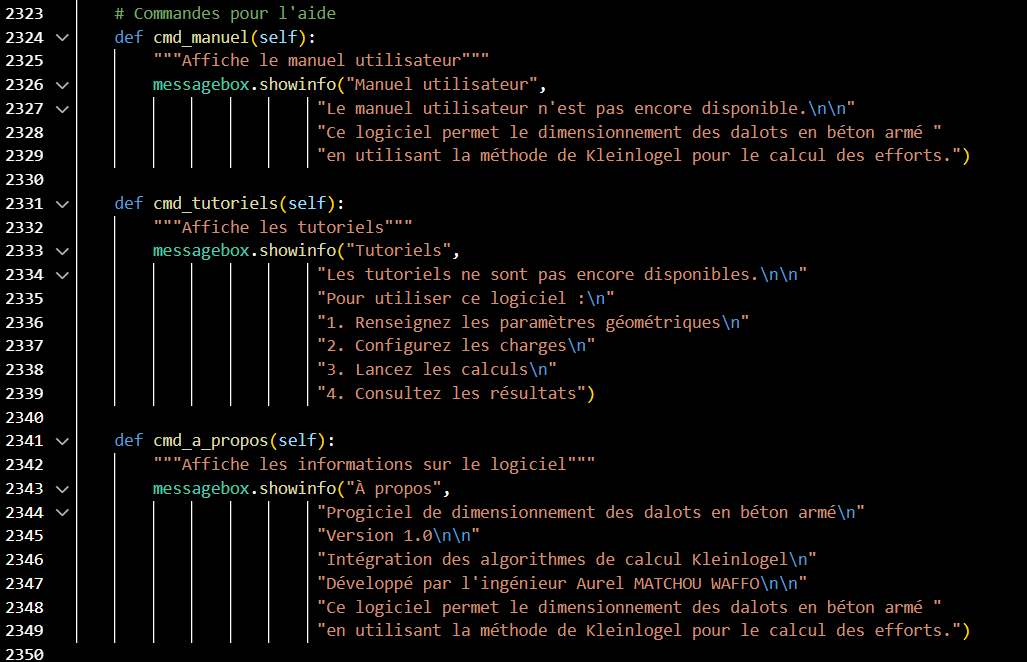 2323 # Commandes pour l'aide
2324 def cmd_manuel(self):
2325 """Affiche le manuel utilisateur"""
2326 messagebox.showinfo("Manuel utilisateur",
2327 "Le manuel utilisateur n'est pas encore disponible.\n\n"
2328 "Ce logiciel permet le dimensionnement des dalots en béton armé "
2329 "en utilisant la méthode de Kleinlogel pour le calcul des efforts.")
2330
2331 def cmd_tutoriels(self):
2332 """Affiche les tutoriels"""
2333 messagebox.showinfo("Tutoriels",
2334 "Les tutoriels ne sont pas encore disponibles.\n\n"
2335 "Pour utiliser ce logiciel :\n"
2336 "1. Renseignez les paramètres géométriques\n"
2337 "2. Configurez les charges\n"
2338 "3. Lancez les calculs\n"
2339 "4. Consultez les résultats")
2340
2341 def cmd_a_propos(self):
2342 """Affiche les informations sur le logiciel"""
2343 messagebox.showinfo("À propos",
2344 "Progiciel de dimensionnement des dalots en béton armé\n"
2345 "Version 1.0\n\n"
2346 "Intégration des algorithmes de calcul Kleinlogel\n"
2347 "Développé par l'ingénieur Aurel MATCHOU WAFFO\n\n"
2348 "Ce logiciel permet le dimensionnement des dalots en béton armé "
2349 "en utilisant la méthode de Kleinlogel pour le calcul des efforts.")
2350